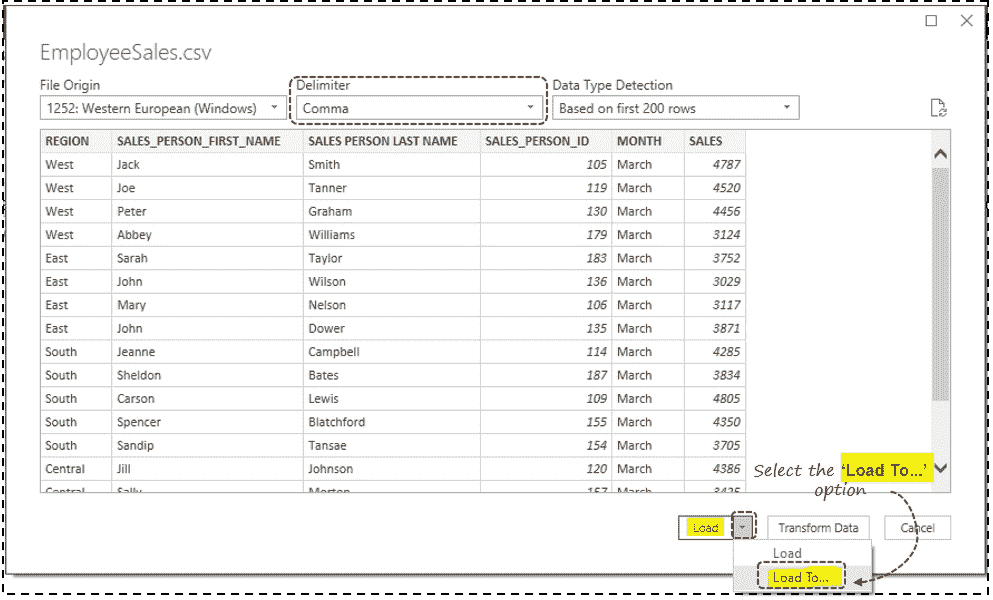 EmployeeSales.csv
File Origin Delimiter Data Type Detection
1252: Western European (Windows) Comma Based on first 200 rows
REGION SALES_PERSON_FIRST_NAME SALES PERSON LAST NAME SALES_PERSON_ID MONTH SALES
West Jack Smith 105 March 4787
West Joe Tanner 119 March 4520
West Peter Graham 130 March 4456
West Abbey Williams 179 March 3124
East Sarah Taylor 183 March 3752
East John Wilson 136 March 3029
East Mary Nelson 106 March 3117
East John Dower 135 March 3871
South Jeanne Campbell 114 March 4285
South Sheldon Bates 187 March 3834
South Carson Lewis 109 March 4805
South Spencer Blatchford 155 March 4350
South Sandip Tansae 154 March 3705
Central Jill Johnson 120 March 4386
Central Sally March
Select the ‘Load To...’
option
Load Transform Data Cancel
Load
Load To...